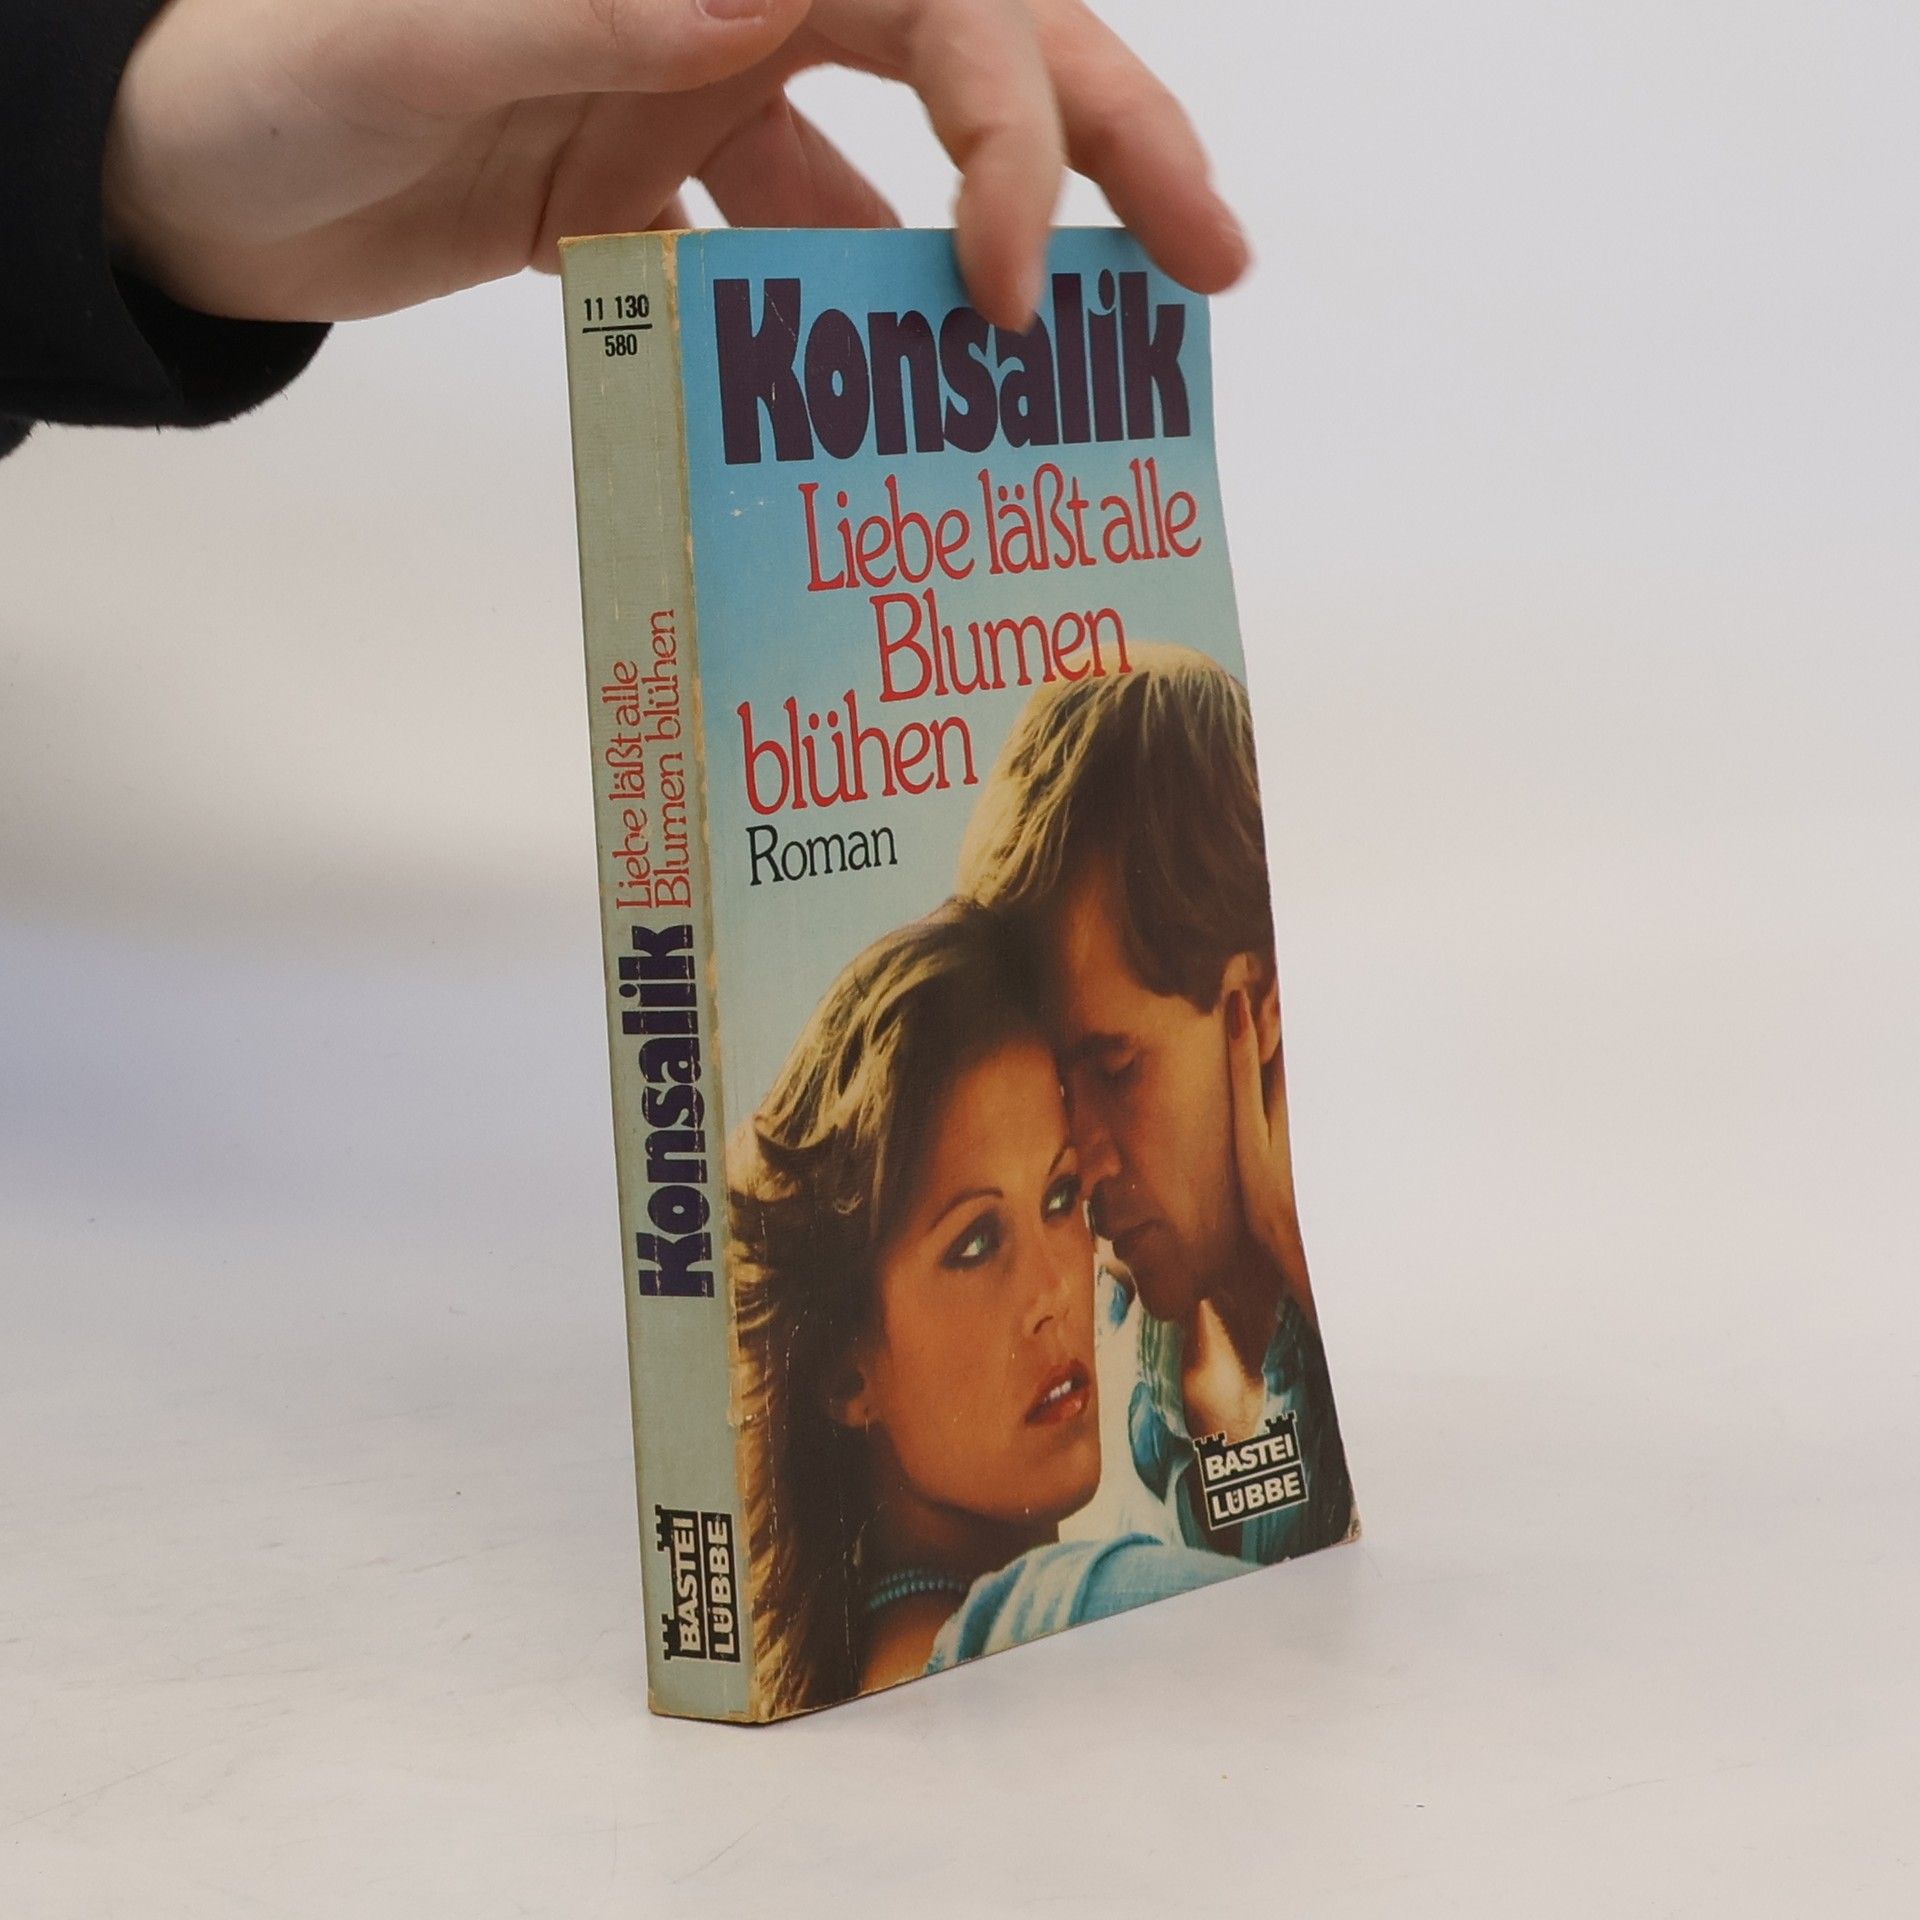 11 130
580
Liebe läßt alle
Blumen blühen
Konsalik
BASTEI
LÜBBE
Konsalik
Liebe läßt alle
Blumen
blühen
Roman
BASTEI
LÜBBE